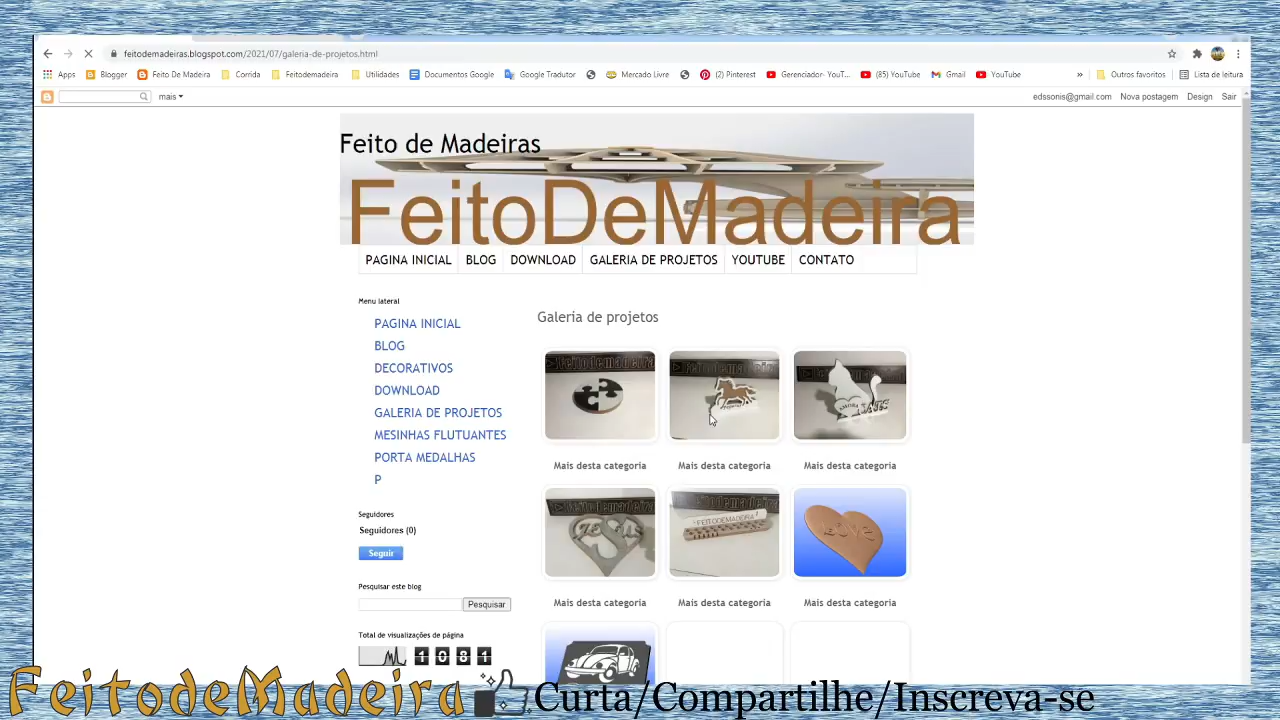 feitodemadeiras.blogspot.com/2021/07/galeria-de-projetos.html
Apps Blogger Feito De Madeira Corrida Feitodemadeira Utilidades Documentos Google Google Tradutor Mercado Livre (2) Pinterest Gerenciador- YouT... (85) YouTube Gmail YouTube » Outros favoritos Lista de leitura
mais edssonis@gmail.com Nova postagem Design Sair
Feito de Madeiras
FeitoDeMadeira
PAGINA INICIAL BLOG DOWNLOAD GALERIA DE PROJETOS YOUTUBE CONTATO
Menu lateral
PAGINA INICIAL
BLOG
DECORATIVOS
DOWNLOAD
GALERIA DE PROJETOS
MESINHAS FLUTUANTES
PORTA MEDALHAS
P
Seguidores
Seguidores (0)
Seguir
Pesquisar este blog
Pesquisar
Total de visualizações de página
1081
Galeria de projetos
Mais desta categoria Mais desta categoria Mais desta categoria
FEITODEMADEIRA
LOVE
Mais desta categoria Mais desta categoria Mais desta categoria
FeitodeMadeira Curta/Compartilhe/Inscreva-se